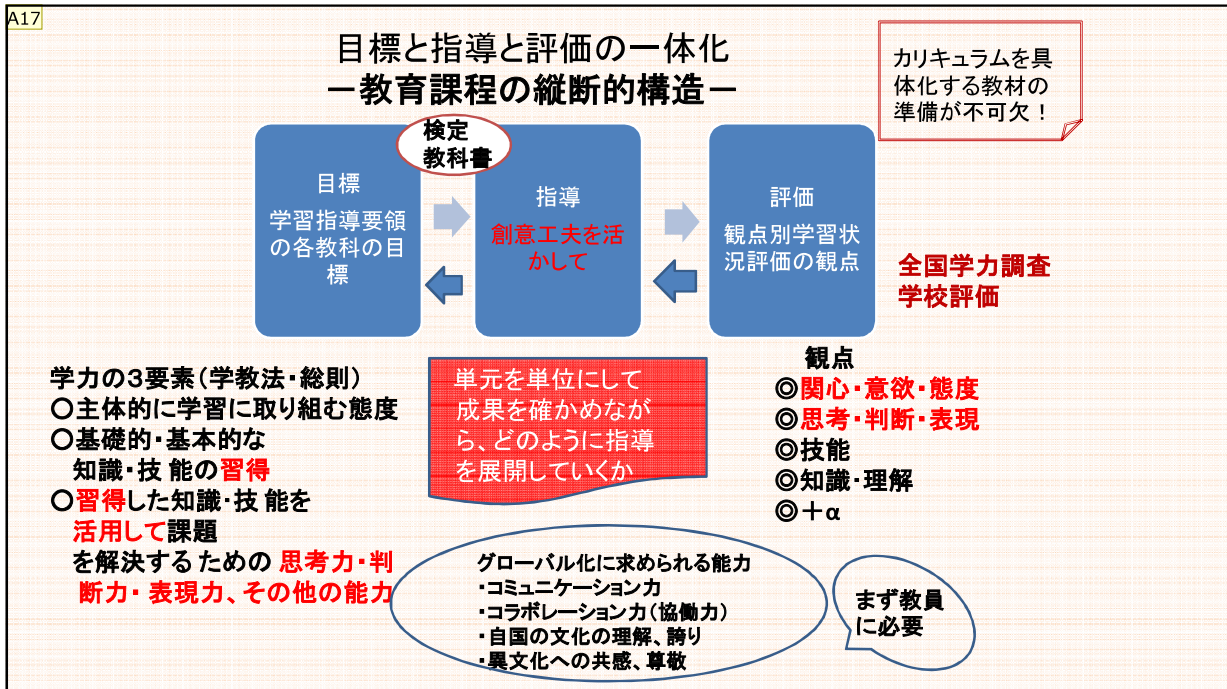 A17
目標と指導と評価の一体化
－教育課程の縦断的構造－
カリキュラムを具
体化する教材の
準備が不可欠！
検定
教科書
目標
学習指導要領
の各教科の目
標
指導
創意工夫を活
かして
評価
観点別学習状
況評価の観点
全国学力調査
学校評価
学力の３要素（学教法・総則）
○主体的に学習に取り組む態度
○基礎的・基本的な
知識・技 能の習得
○習得した知識・技 能を
活用して課題
を解決するための 思考力・判
断力・ 表現力、その他の能力
単元を単位にして
成果を確かめなが
ら、どのように指導
を展開していくか
観点
◎関心・意欲・態度
◎思考・判断・表現
◎技能
◎知識・理解
◎＋α
グローバル化に求められる能力
・コミュニケーション力
・コラボレーション力（協働力）
・自国の文化の理解、誇り
・異文化への共感、尊敬
まず教員
に必要